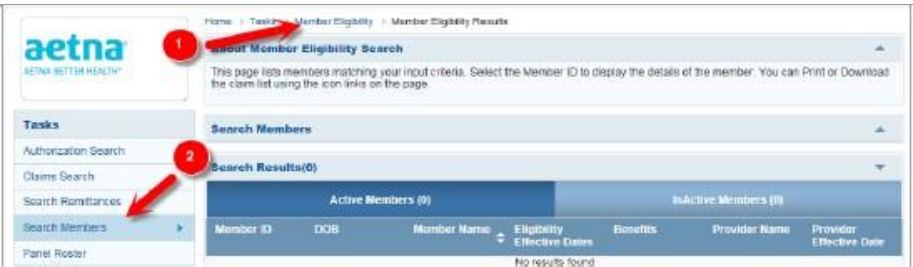 Home > Tasks > Member Eligibility > Member Eligibility Results
aetna
AETNA BETTER HEALTH
1
About Member Eligibility Search
This page lists members matching your input criteria. Select the Member ID to display the details of the member. You can Print or Download
the claim list using the icon links on the page.
Tasks
Authorization Search
Claims Search
Search Remittances
Search Members
Panel Roster
2
Search Members
Search Results(0)
Active Members (0)
InActive Members (0)
Member ID DOB Member Name Eligibility Effective Dates Benefits Provider Name Provider Effective Date
No results found